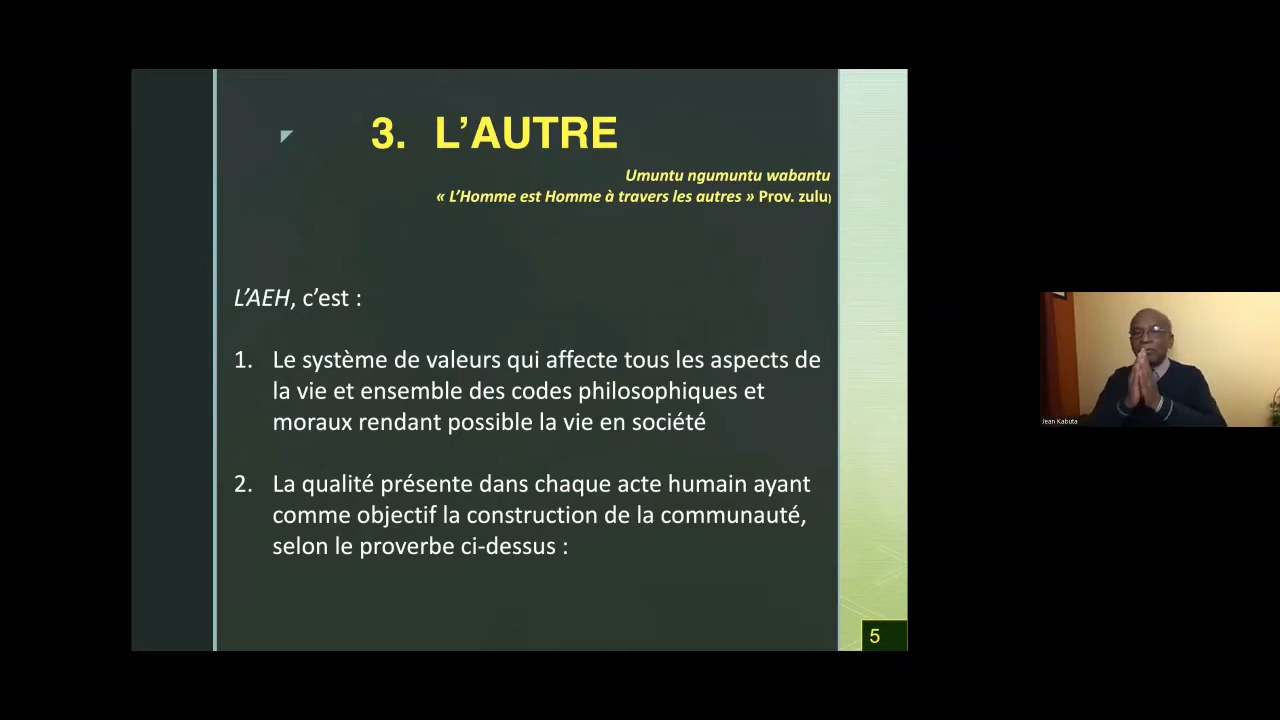 3. L’AUTRE
Umuntu ngumuntu wabantu
« L’Homme est Homme à travers les autres » Prov. zulu)
L’AEH, c’est :
1. Le système de valeurs qui affecte tous les aspects de
la vie et ensemble des codes philosophiques et
moraux rendant possible la vie en société
2. La qualité présente dans chaque acte humain ayant
comme objectif la construction de la communauté,
selon le proverbe ci-dessus :
5
Jean Kabuta